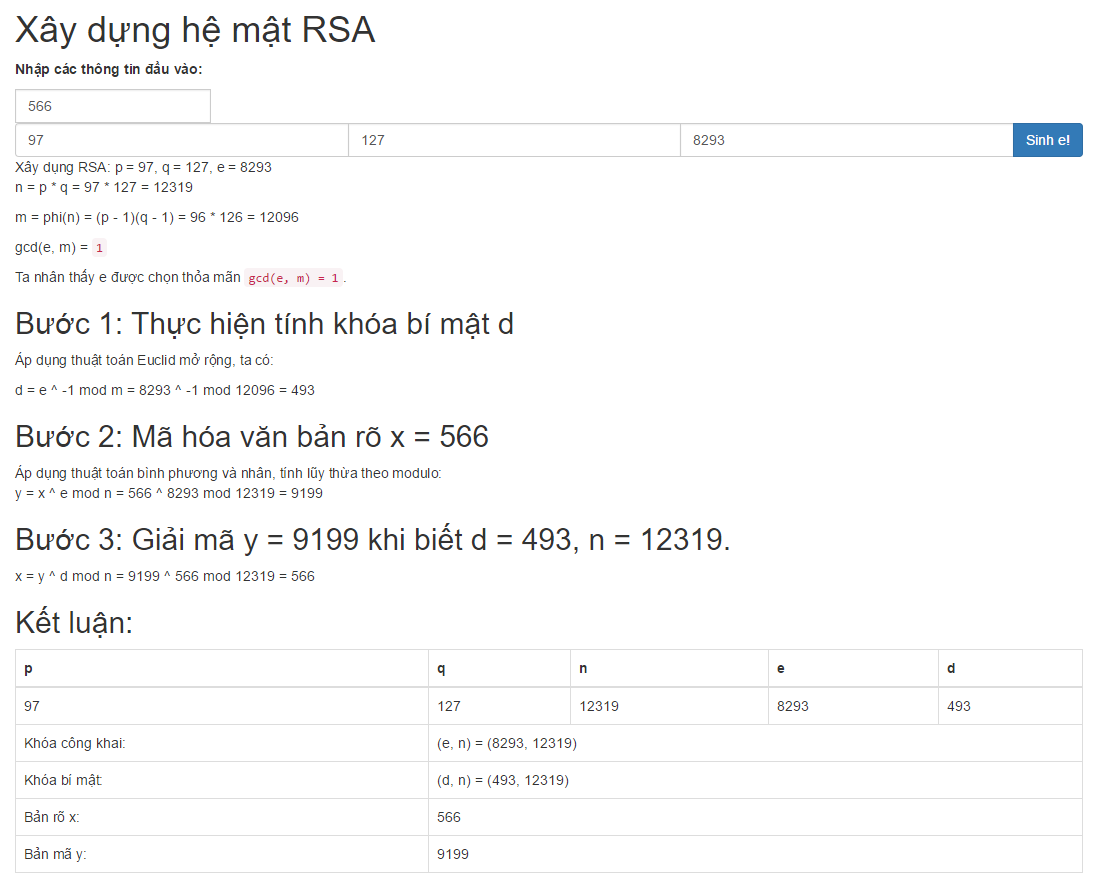 Xây dựng hệ mật RSA
Nhập các thông tin đầu vào:
566
97 127 8293 Sinh e!
Xây dụng RSA: p = 97, q = 127, e = 8293
n = p * q = 97 * 127 = 12319
m = phi(n) = (p - 1)(q - 1) = 96 * 126 = 12096
gcd(e, m) = 1
Ta nhân thấy e được chọn thỏa mãn gcd(e, m) = 1 .
Bước 1: Thực hiện tính khóa bí mật d
Áp dụng thuật toán Euclid mở rộng, ta có:
d = e ^ -1 mod m = 8293 ^ -1 mod 12096 = 493
Bước 2: Mã hóa văn bản rõ x = 566
Áp dụng thuật toán bình phương và nhân, tính lũy thừa theo modulo:
y = x ^ e mod n = 566 ^ 8293 mod 12319 = 9199
Bước 3: Giải mã y = 9199 khi biết d = 493, n = 12319.
x = y ^ d mod n = 9199 ^ 566 mod 12319 = 566
Kết luận:
p q n e d
97 127 12319 8293 493
Khóa công khai: (e, n) = (8293, 12319)
Khóa bí mật: (d, n) = (493, 12319)
Bản rõ x: 566
Bản mã y: 9199